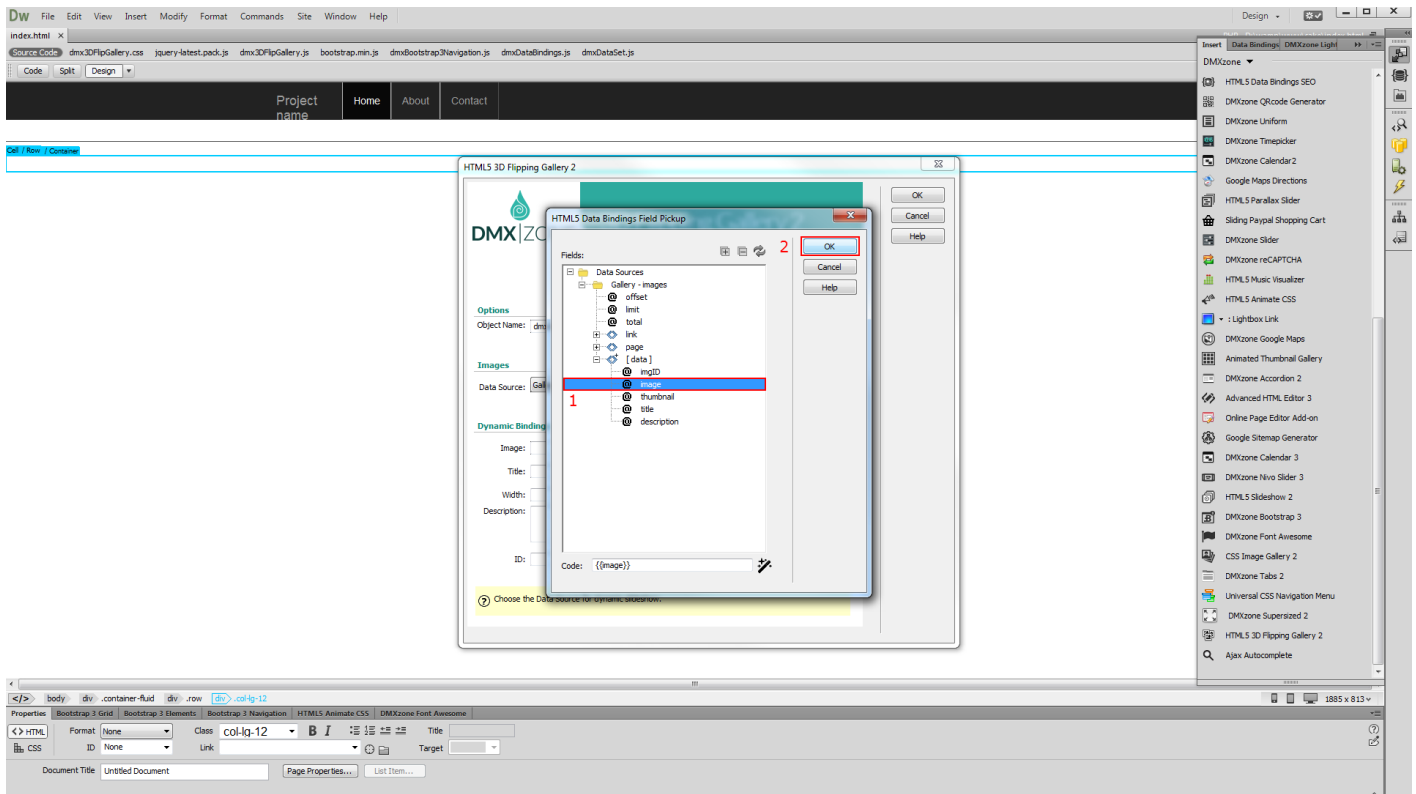 DW File Edit View Insert Modify Format Commands Site Window Help
Design
index.html ×
Source Code dmx3DFlipGallery.css jquery-latest.pack.js dmx3DFlipGallery.js bootstrap.min.js dmxBootstrap3Navigation.js dmxDataBindings.js dmxDataSet.js
Code Split Design
Project name
Home About Contact
Cell / Row / Container
HTML5 3D Flipping Gallery 2
OK
Cancel
Help
DMX|ZO
Options
Object Name: dmx
Images
Data Source: Gal
Dynamic Binding
Image:
Title:
Width:
Description:
ID:
Choose the Data Source for dynamic slideshow.
HTML5 Data Bindings Field Pickup
Fields:
2
OK
Cancel
Help
Data Sources
Gallery - images
@ offset
@ limit
@ total
link
page
[ data ]
@ imgID
@ image
1
@ thumbnail
@ title
@ description
Code: {{image}}
Insert Data Bindings DMXzone Light
DMXzone
HTML5 Data Bindings SEO
DMXzone QRcode Generator
DMXzone Uniform
DMXzone Timepicker
DMXzone Calendar2
Google Maps Directions
HTML5 Parallax Slider
Sliding Paypal Shopping Cart
DMXzone Slider
DMXzone reCAPTCHA
HTML5 Music Visualizer
HTML5 Animate CSS
: Lightbox Link
DMXzone Google Maps
Animated Thumbnail Gallery
DMXzone Accordion 2
Advanced HTML Editor 3
Online Page Editor Add-on
Google Sitemap Generator
DMXzone Calendar 3
DMXzone Nivo Slider 3
HTML5 Slideshow 2
DMXzone Bootstrap 3
DMXzone Font Awesome
CSS Image Gallery 2
DMXzone Tabs 2
Universal CSS Navigation Menu
DMXzone Supersized 2
HTML5 3D Flipping Gallery 2
Ajax Autocomplete
</> body div .container-fluid div .row div .col-lg-12
1885 x 813
Properties Bootstrap 3 Grid Bootstrap 3 Elements Bootstrap 3 Navigation HTML5 Animate CSS DMXzone Font Awesome
<> HTML Format None Class col-lg-12 B I Title
CSS ID None Link Target
Document Title Untitled Document Page Properties... List Item...